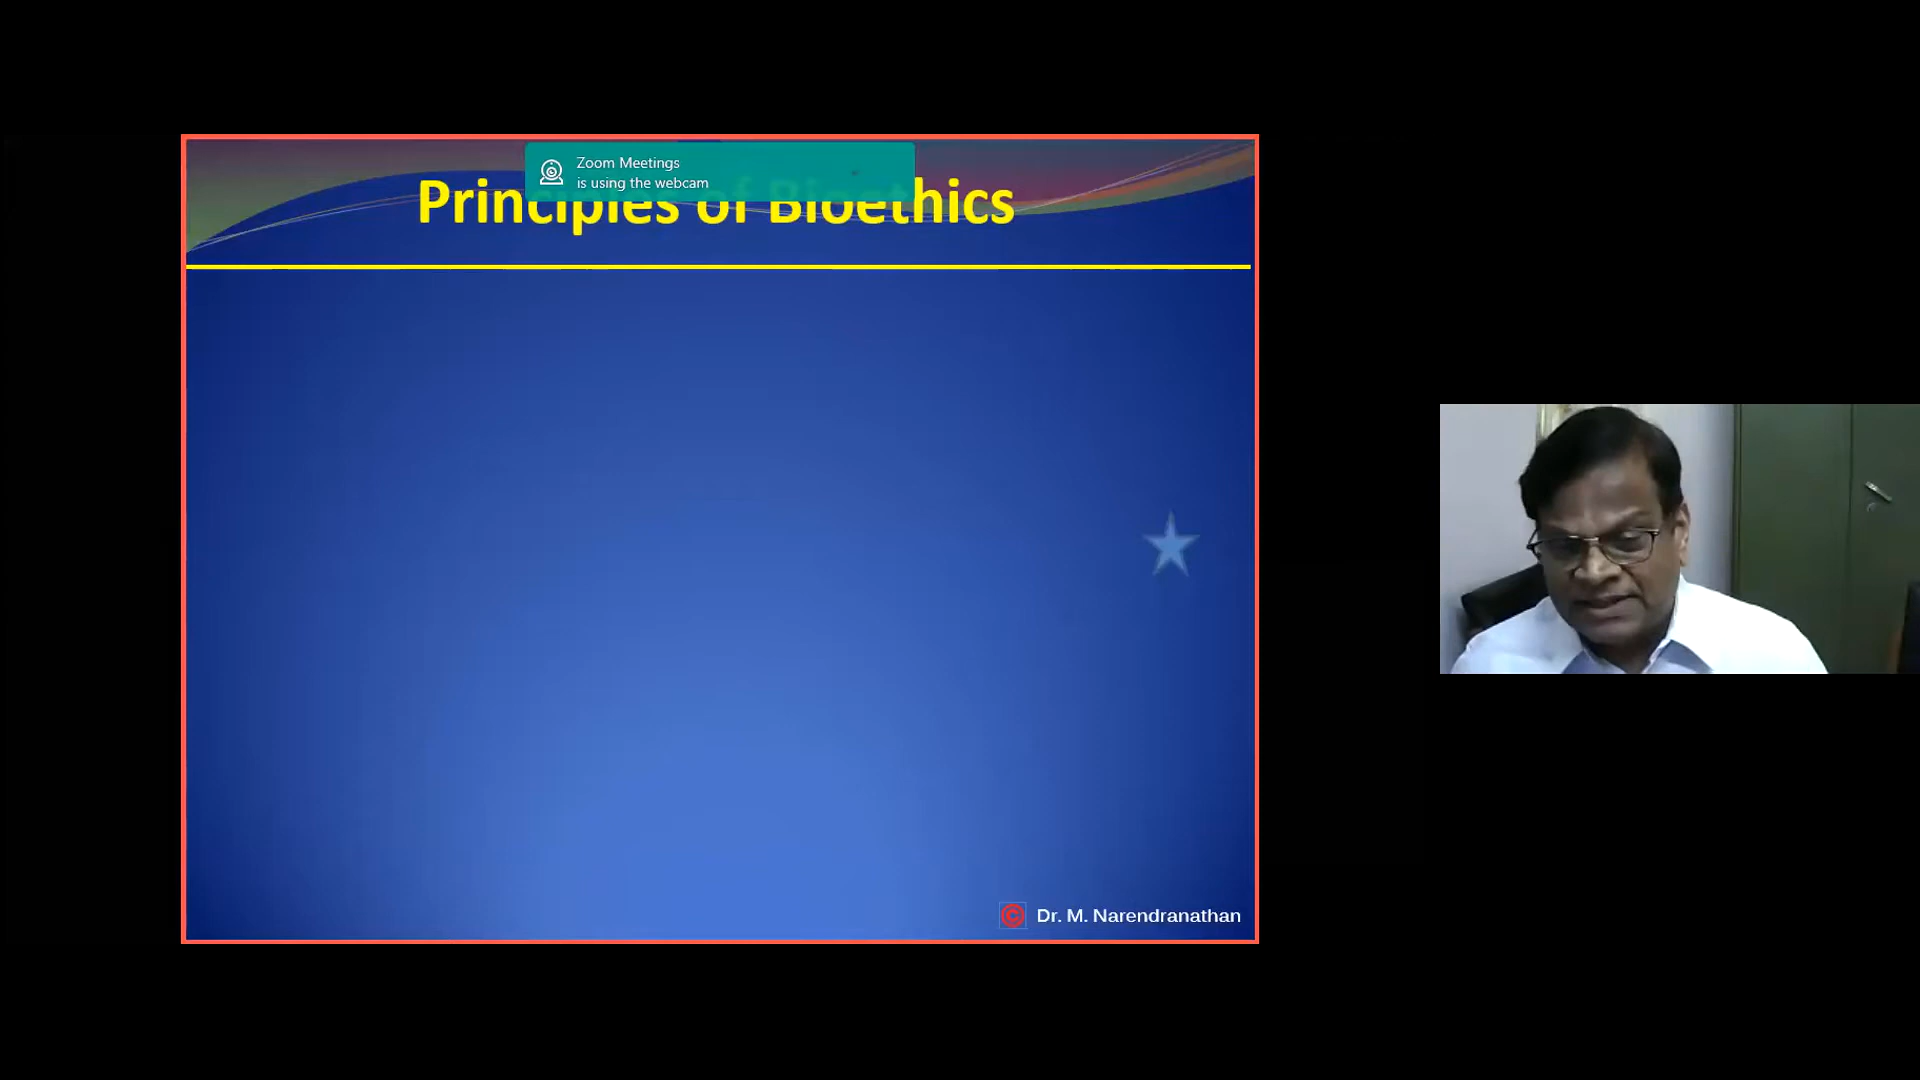 Zoom Meetings
is using the webcam
Principles of Bioethics
© Dr. M. Narendranathan